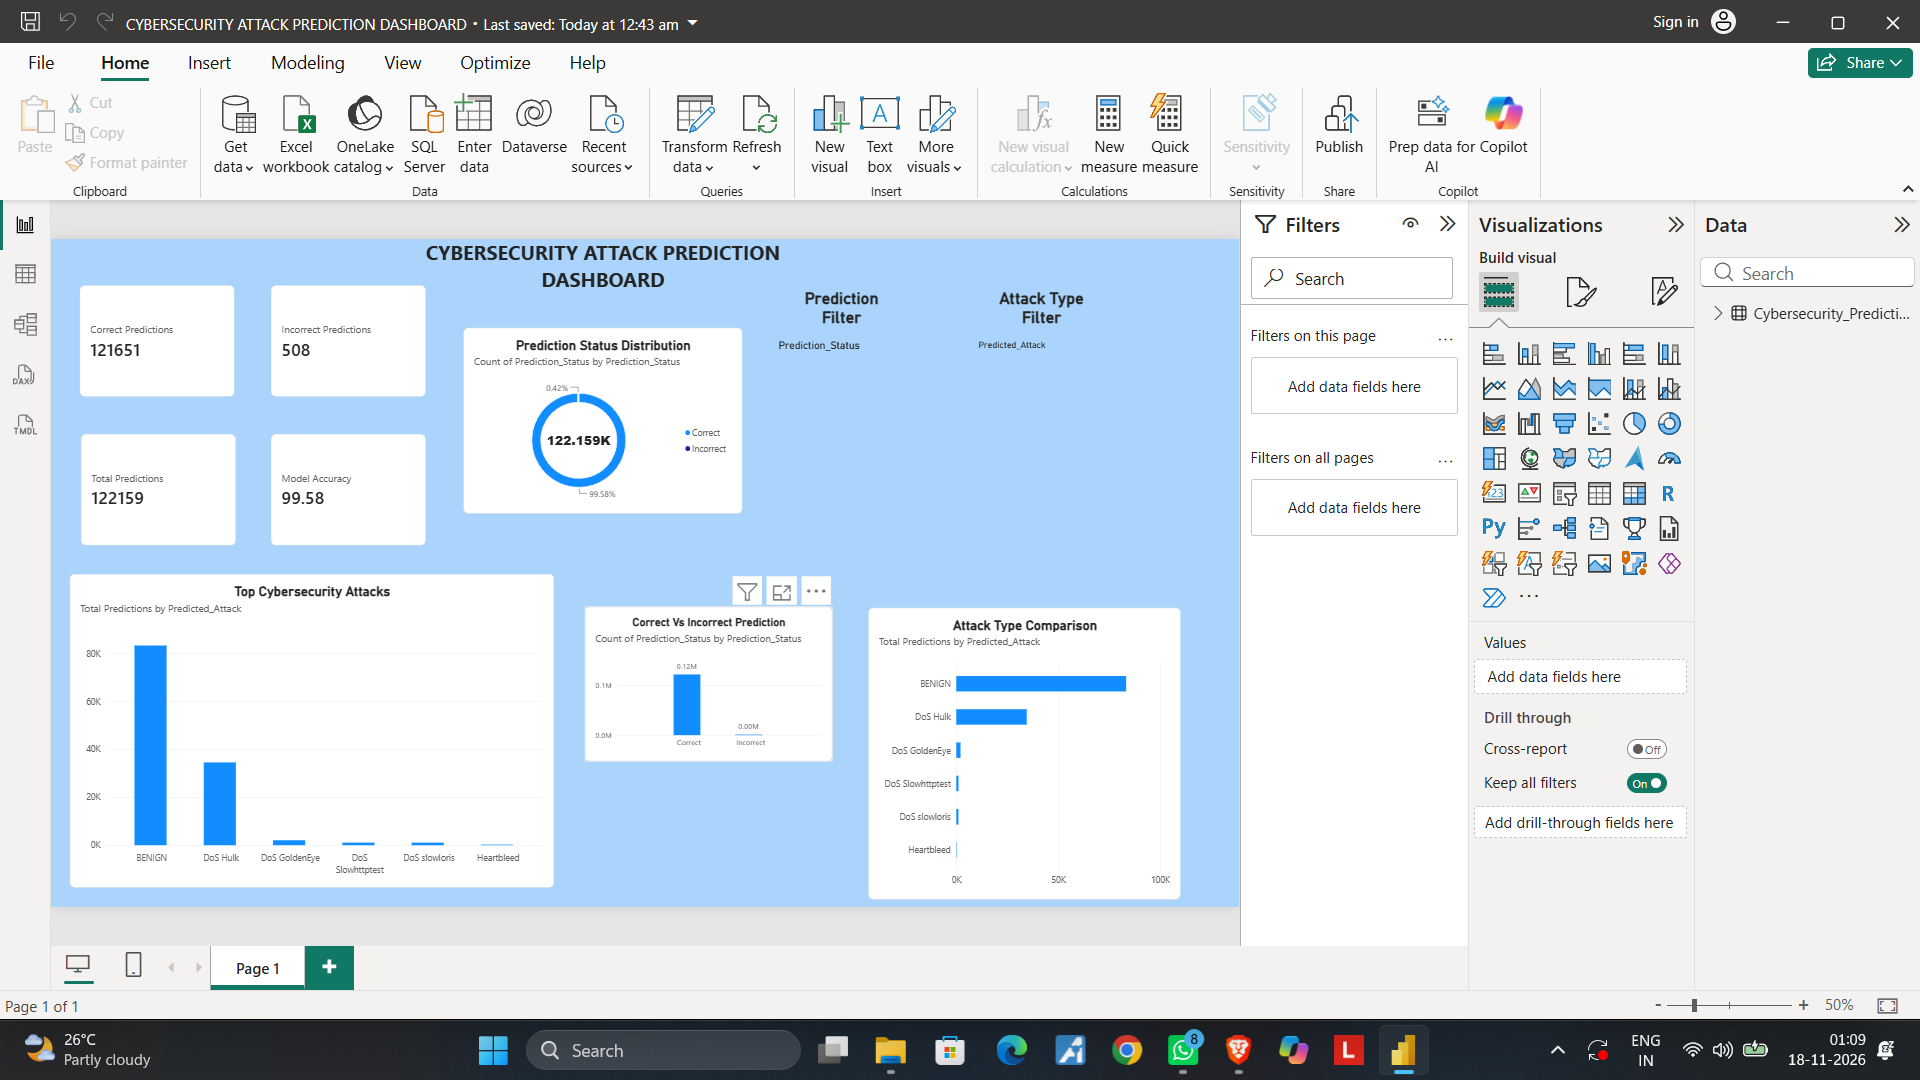 CYBERSECURITY ATTACK PREDICTION DASHBOARD • Last saved: Today at 12:43 am
Sign in
File Home Insert Modeling View Optimize Help
Share
Paste
Cut
Copy
Format painter
Clipboard
Get data
Excel workbook
OneLake catalog
SQL Server
Enter data
Dataverse
Recent sources
Data
Transform data
Refresh
Queries
New visual
Text box
More visuals
Insert
New visual calculation
New measure
Quick measure
Calculations
Sensitivity
Sensitivity
Publish
Share
Prep data for AI
Copilot
Copilot
DAX
TMDL
CYBERSECURITY ATTACK PREDICTION
DASHBOARD
Correct Predictions
121651
Incorrect Predictions
508
Total Predictions
122159
Model Accuracy
99.58
Prediction Status Distribution
Count of Prediction_Status by Prediction_Status
0.42%
122.159K
99.58%
Correct
Incorrect
Prediction
Filter
Prediction_Status
Attack Type
Filter
Predicted_Attack
Top Cybersecurity Attacks
Total Predictions by Predicted_Attack
80K
60K
40K
20K
0K
BENIGN
DoS Hulk
DoS GoldenEye
DoS
Slowhttptest
DoS slowloris
Heartbleed
Correct Vs Incorrect Prediction
Count of Prediction_Status by Prediction_Status
0.12M
0.1M
0.00M
0.0M
Correct
Incorrect
Attack Type Comparison
Total Predictions by Predicted_Attack
BENIGN
DoS Hulk
DoS GoldenEye
DoS Slowhttptest
DoS slowloris
Heartbleed
0K
50K
100K
Filters
Search
Filters on this page
Add data fields here
Filters on all pages
Add data fields here
Visualizations
Build visual
123
R
Py
Values
Add data fields here
Drill through
Cross-report
Off
Keep all filters
On
Add drill-through fields here
Data
Search
Cybersecurity_Predicti...
Page 1
Page 1 of 1
50%
26°C
Partly cloudy
Search
8
L
ENG
IN
01:09
18-11-2026